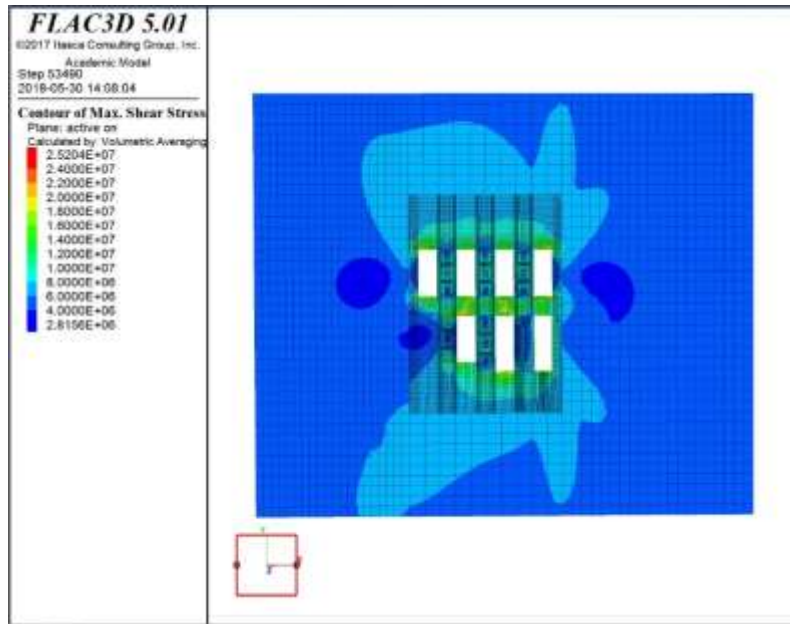 FLAC3D 5.01
©2017 Itasca Consulting Group, Inc.
Academic Model
Step 53490
2018-05-30 14:08:04
Contour of Max. Shear Stress
Plane: active on
Calculated by: Volumetric Averaging
2.5204E+07
2.4000E+07
2.2000E+07
2.0000E+07
1.8000E+07
1.6000E+07
1.4000E+07
1.2000E+07
1.0000E+07
8.0000E+06
6.0000E+06
4.0000E+06
2.8156E+06